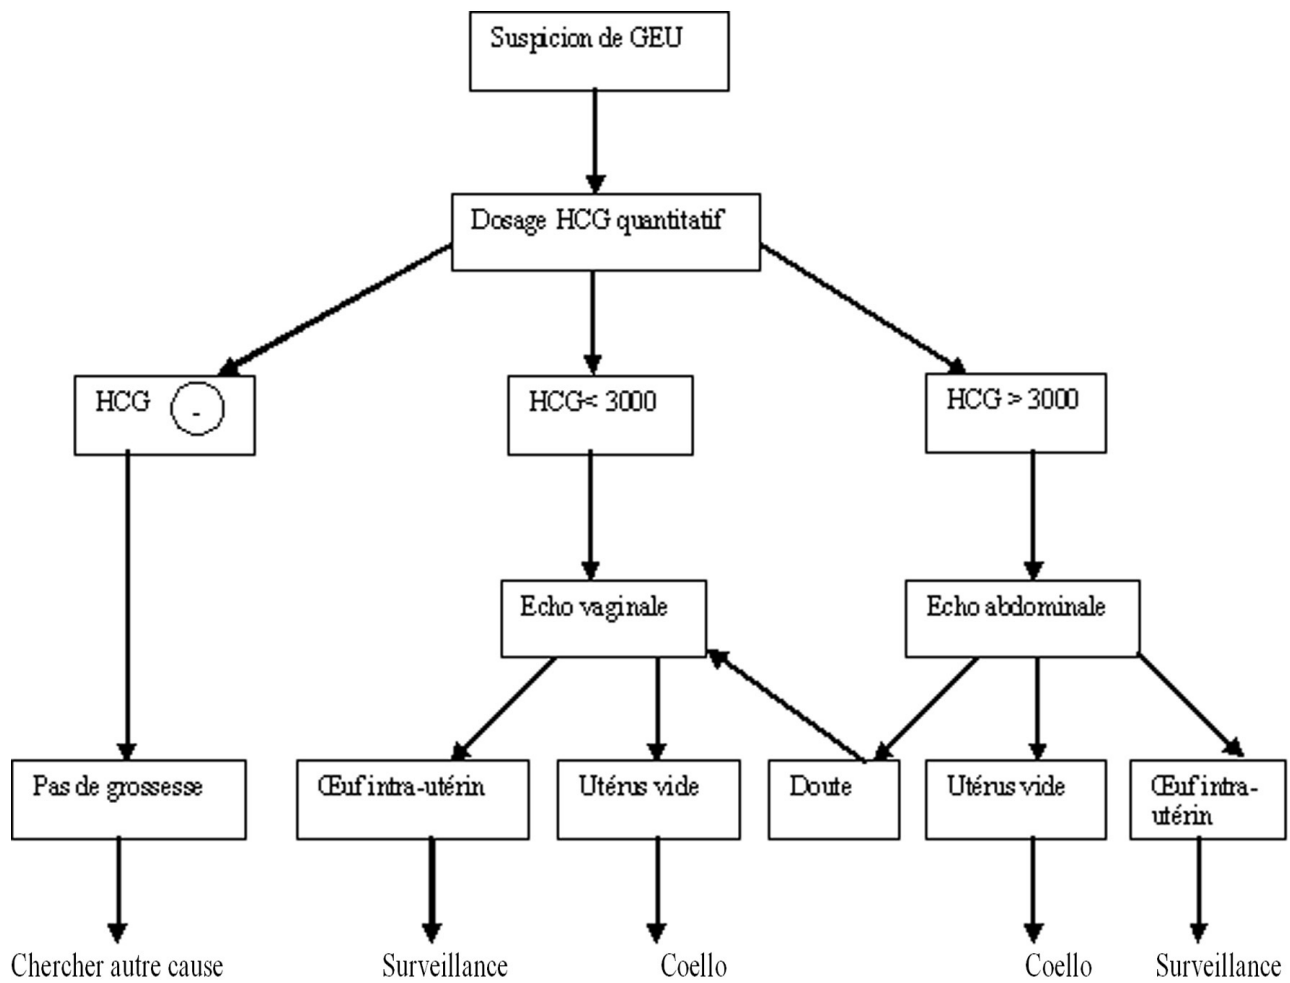 Suspicion de GEU
Dosage HCG quantitatif
HCG -
HCG< 3000
HCG > 3000
Echo vaginale
Echo abdominale
Pas de grossesse
Œuf intra-utérin
Utérus vide
Doute
Utérus vide
Œuf intra-
utérin
Chercher autre cause
Surveillance
Coello
Coello
Surveillance